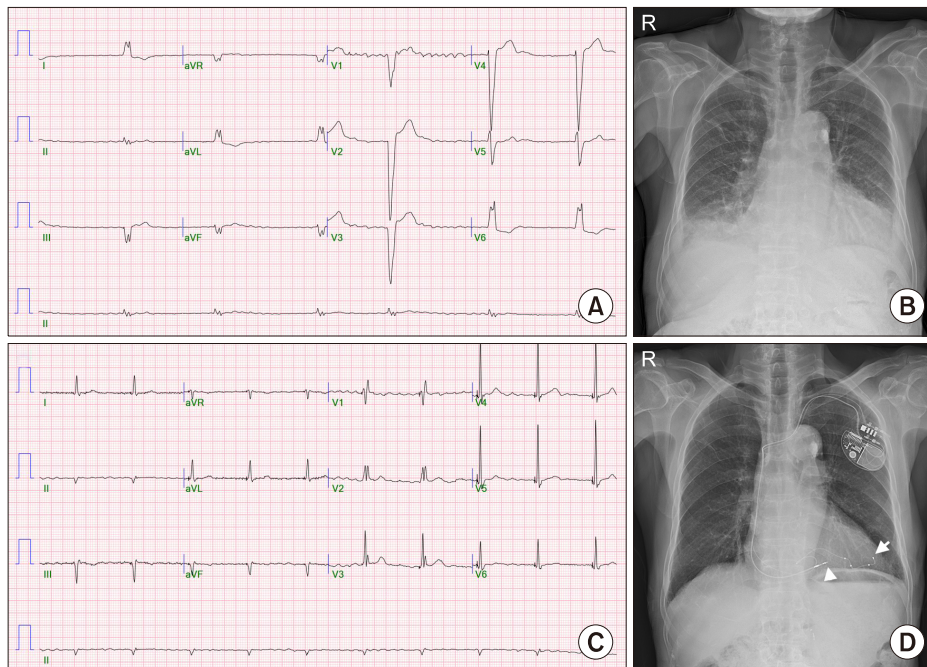 R
I aVR V1 V4
II aVL V2 V5
III aVF V3 V6
II
A
B
R
I aVR V1 V4
II aVL V2 V5
III aVF V3 V6
II
C
D